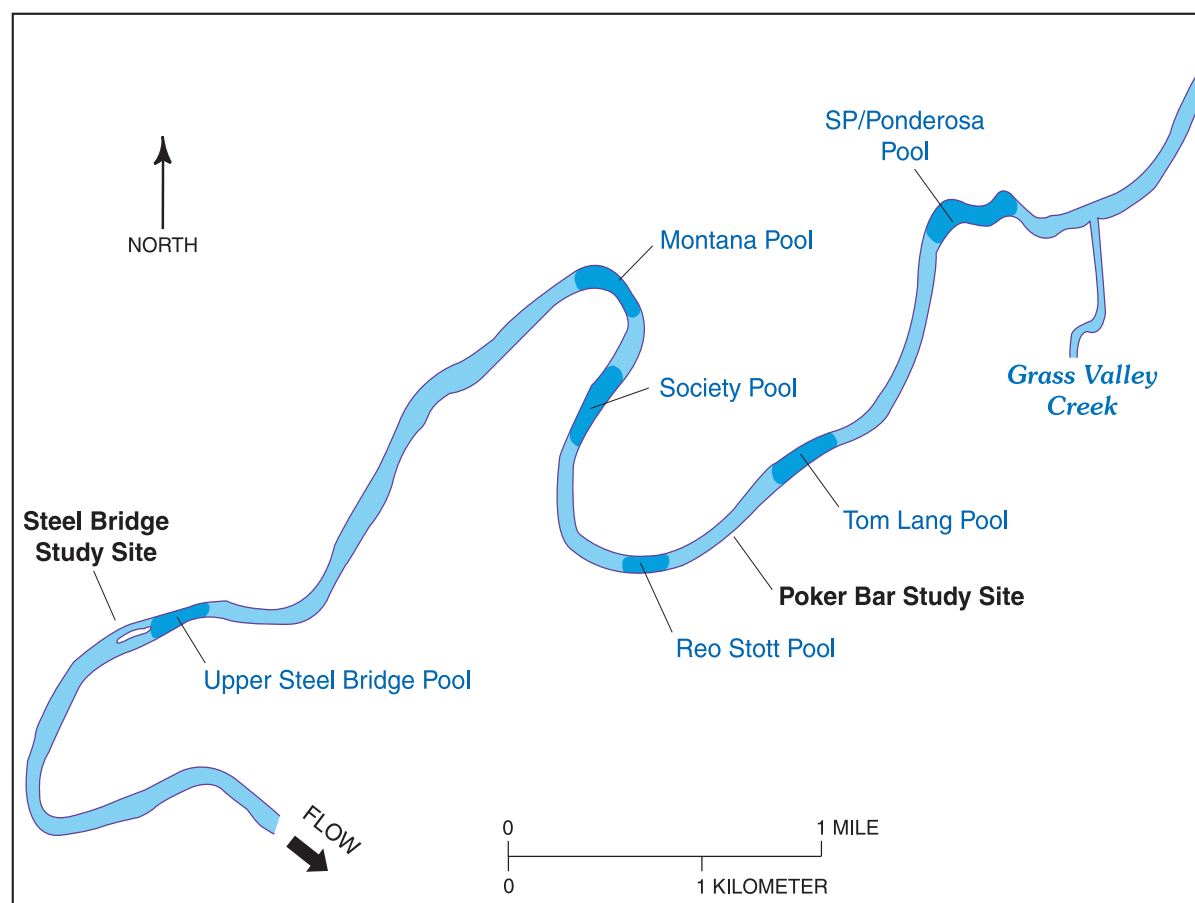 SP/Ponderosa
Pool
NORTH
Montana Pool
Society Pool
Grass Valley
Creek
Steel Bridge
Study Site
Tom Lang Pool
Poker Bar Study Site
Reo Stott Pool
Upper Steel Bridge Pool
FLOW
0 1 MILE
0 1 KILOMETER